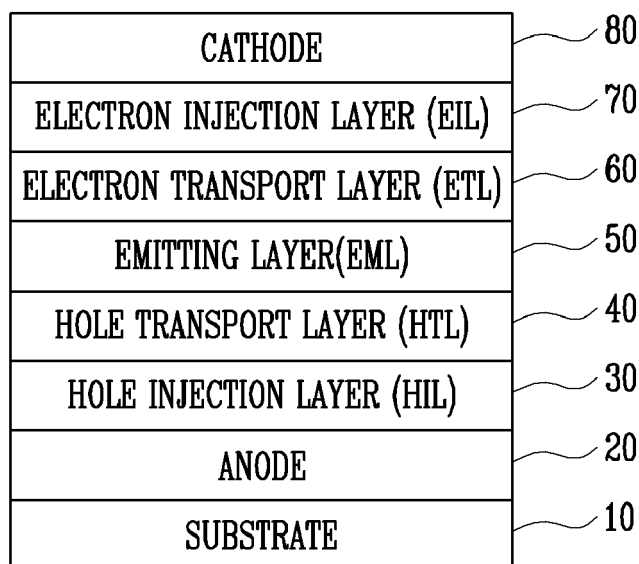 CATHODE 80
ELECTRON INJECTION LAYER (EIL) 70
ELECTRON TRANSPORT LAYER (ETL) 60
EMITTING LAYER(EML) 50
HOLE TRANSPORT LAYER (HTL) 40
HOLE INJECTION LAYER (HIL) 30
ANODE 20
SUBSTRATE 10